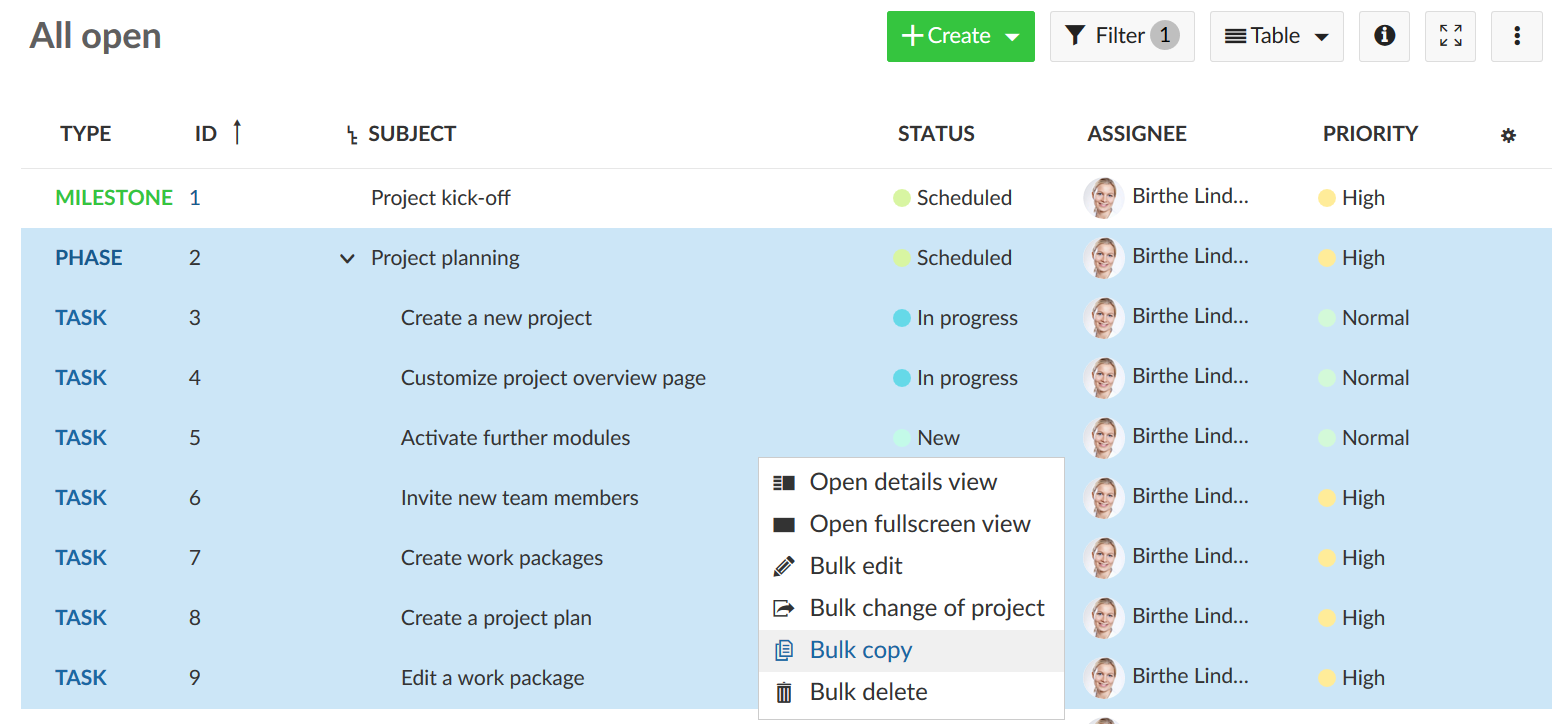 All open
Create Filter 1 Table
TYPE ID SUBJECT STATUS ASSIGNEE PRIORITY
MILESTONE 1 Project kick-off Scheduled Birthe Lind... High
PHASE 2 Project planning Scheduled Birthe Lind... High
TASK 3 Create a new project In progress Birthe Lind... Normal
TASK 4 Customize project overview page In progress Birthe Lind... Normal
TASK 5 Activate further modules New Birthe Lind... Normal
TASK 6 Invite new team members Birthe Lind... High
TASK 7 Create work packages Birthe Lind... High
TASK 8 Create a project plan Birthe Lind... High
TASK 9 Edit a work package Birthe Lind... High
Open details view
Open fullscreen view
Bulk edit
Bulk change of project
Bulk copy
Bulk delete